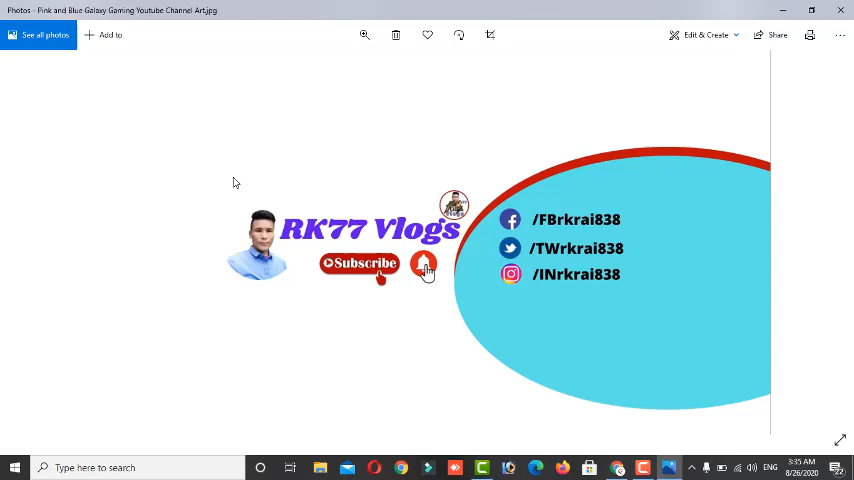 Photos - Pink and Blue Galaxy Gaming Youtube Channel Art.jpg
See all photos
Add to
Edit & Create
Share
RK77 Vlogs
Subscribe
/FBrkrai838
/TWrkrai838
/INrkrai838
Type here to search
ENG
3:35 AM
8/26/2020
22